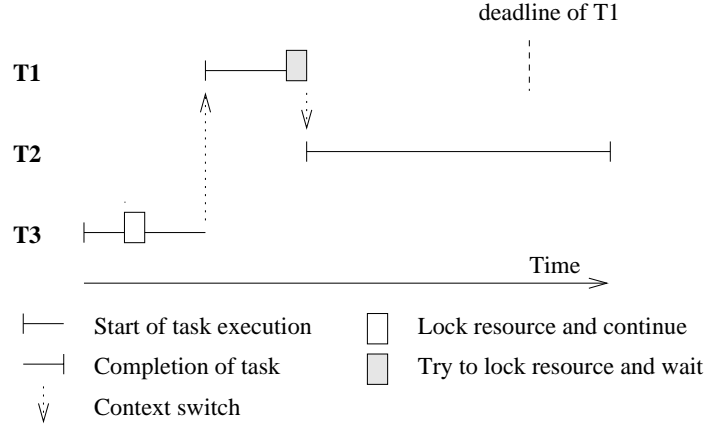 deadline of T1
T1
T2
T3
Time
Start of task execution
Lock resource and continue
Completion of task
Try to lock resource and wait
Context switch